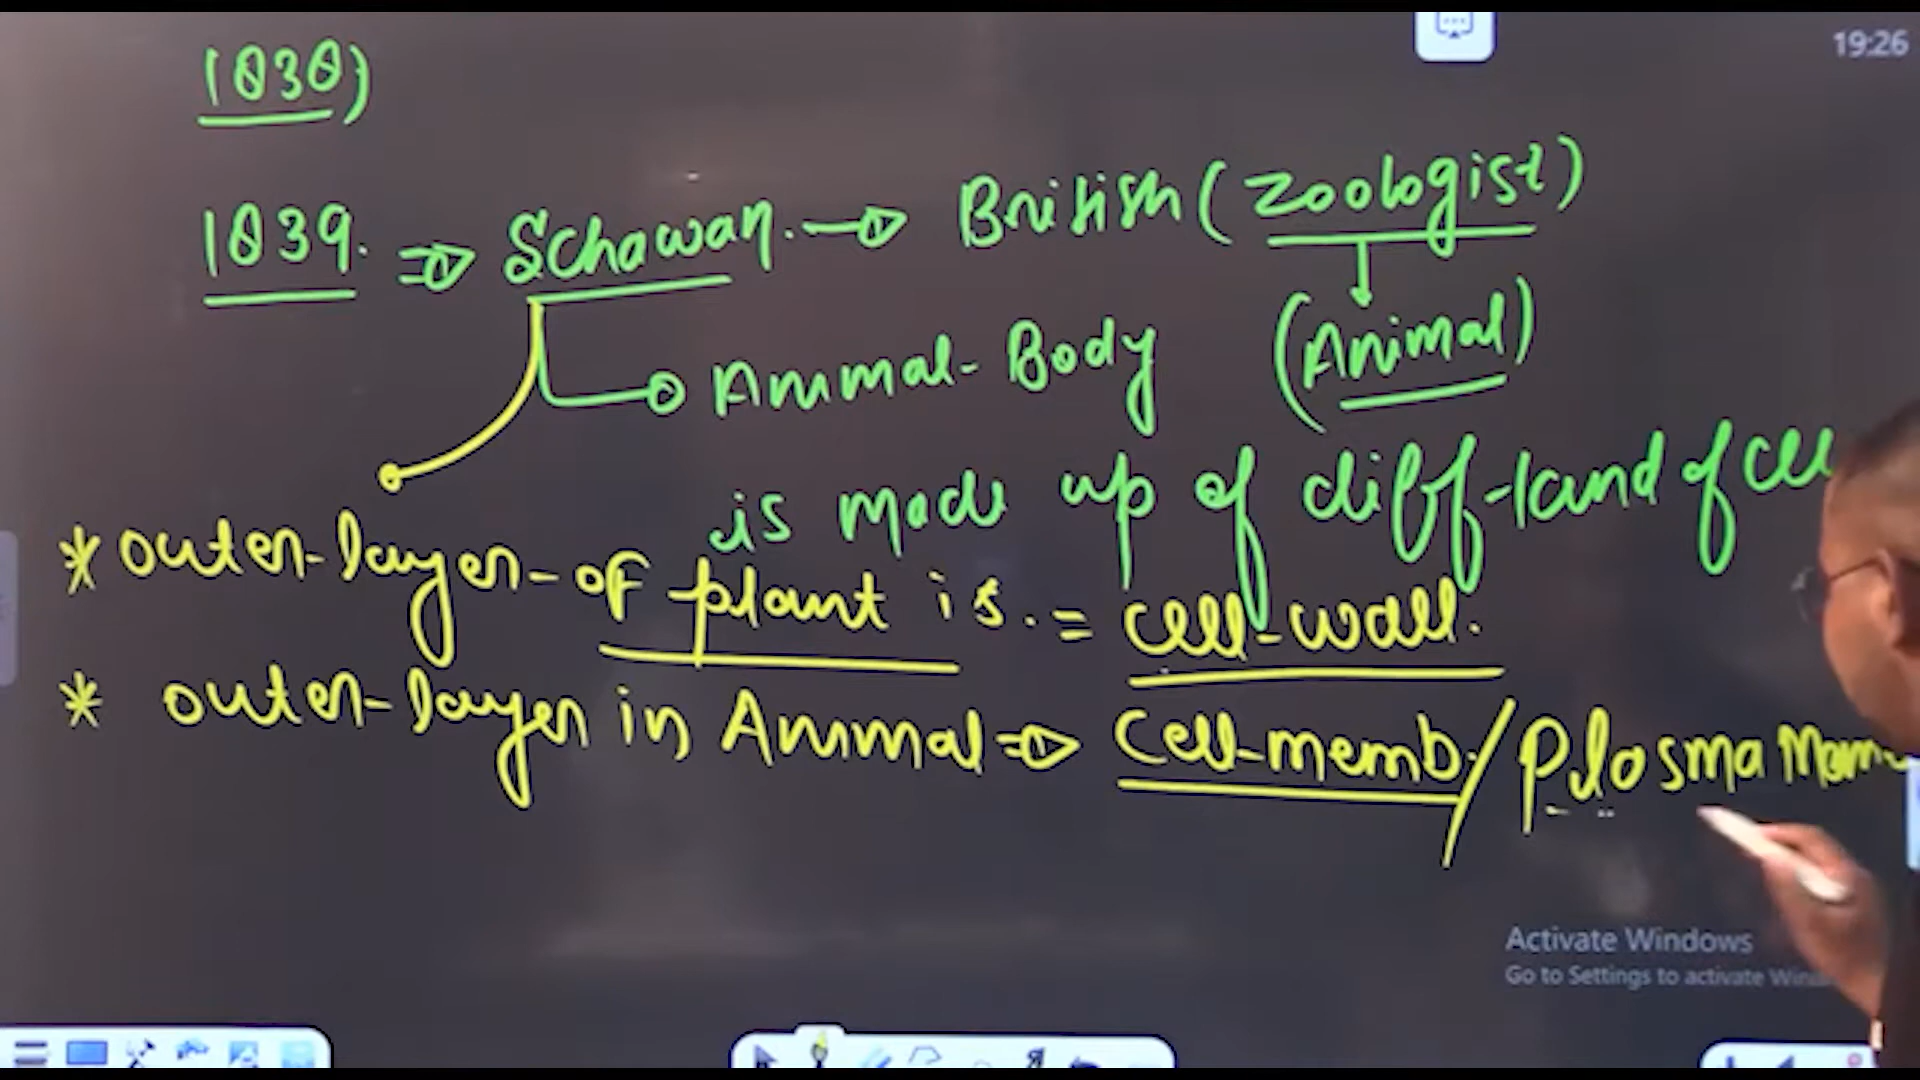 1838)
19:26
1839. ⇒ Schawan. → British (Zoologist)
Animal-Body (Animal)
is made up of diff-kind of cell
* outer-layer-of plant is. = cell-wall.
* outer-layer in Animal ⇒ Cell-memb. / Plasma Mem
Activate Windows
Go to Settings to activate